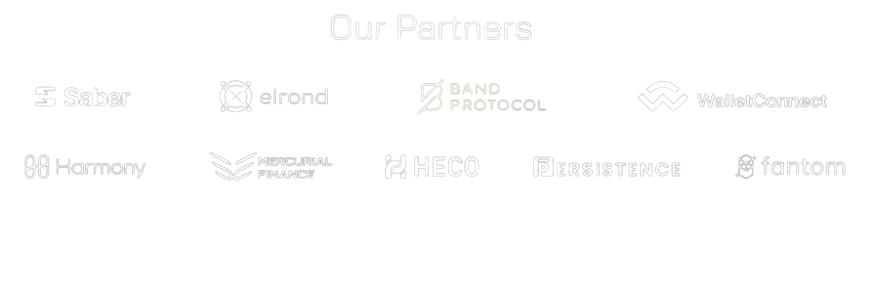 Our Partners
Saber elrond BAND PROTOCOL WalletConnect
Harmony MERCURIAL FINANCE HECO PERSISTENCE fantom